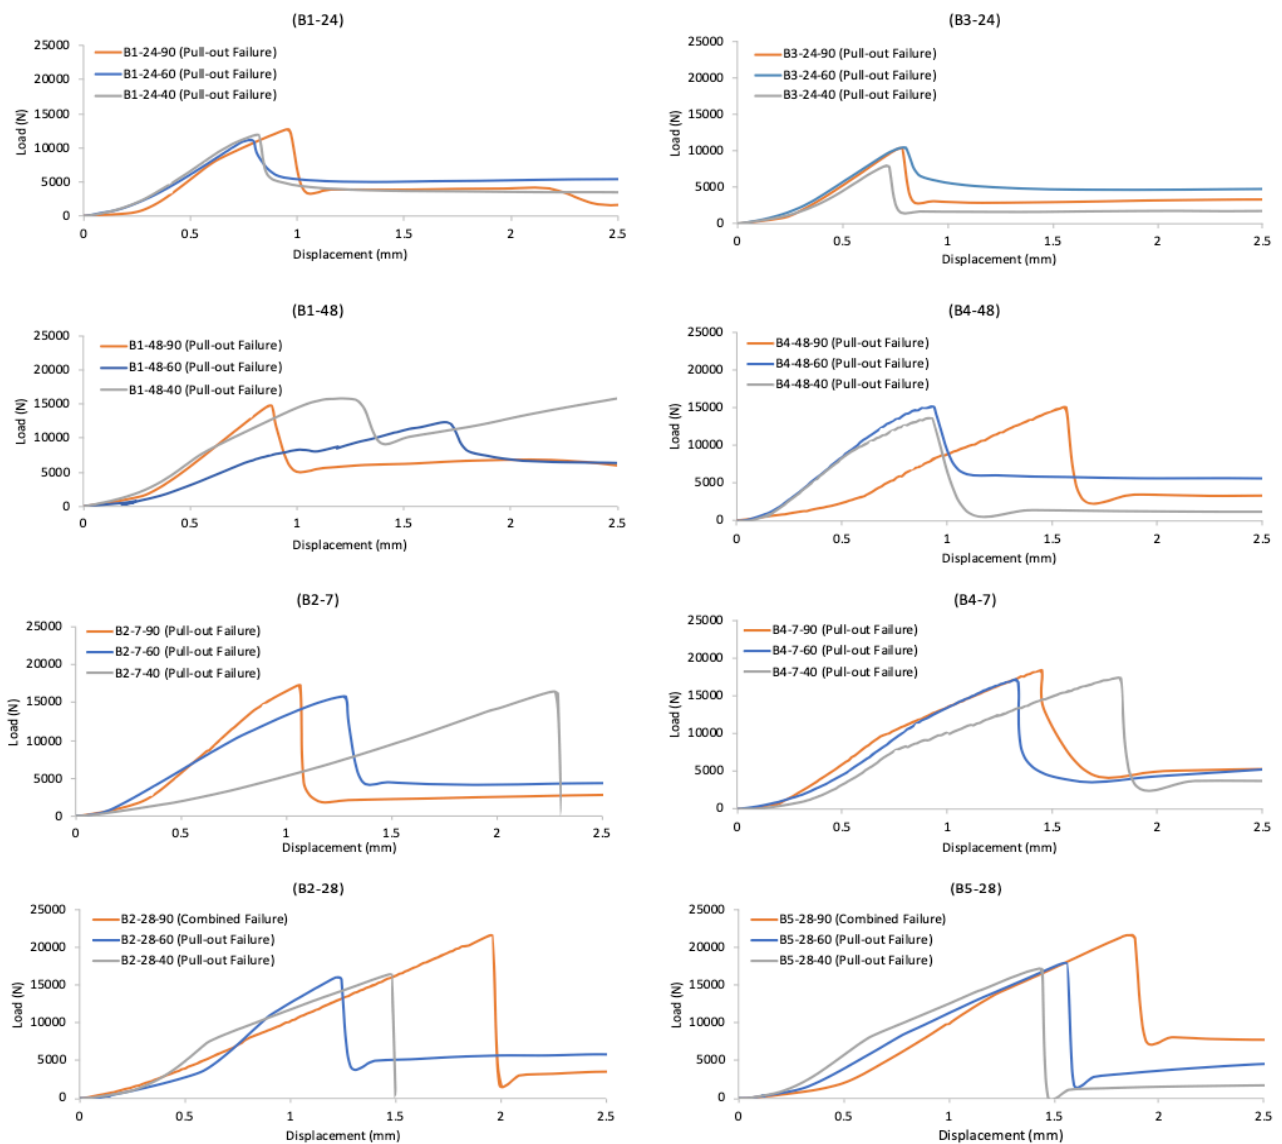 (B1-24)
B1-24-90 (Pull-out Failure)
B1-24-60 (Pull-out Failure)
B1-24-40 (Pull-out Failure)
Load (N)
25000
20000
15000
10000
5000
0
0 0.5 1 1.5 2 2.5
Displacement (mm)
(B3-24)
B3-24-90 (Pull-out Failure)
B3-24-60 (Pull-out Failure)
B3-24-40 (Pull-out Failure)
Load (N)
25000
20000
15000
10000
5000
0
0 0.5 1 1.5 2 2.5
Displacement (mm)
(B1-48)
B1-48-90 (Pull-out Failure)
B1-48-60 (Pull-out Failure)
B1-48-40 (Pull-out Failure)
Load (N)
25000
20000
15000
10000
5000
0
0 0.5 1 1.5 2 2.5
Displacement (mm)
(B4-48)
B4-48-90 (Pull-out Failure)
B4-48-60 (Pull-out Failure)
B4-48-40 (Pull-out Failure)
Load (N)
25000
20000
15000
10000
5000
0
0 0.5 1 1.5 2 2.5
Displacement (mm)
(B2-7)
B2-7-90 (Pull-out Failure)
B2-7-60 (Pull-out Failure)
B2-7-40 (Pull-out Failure)
Load (N)
25000
20000
15000
10000
5000
0
0 0.5 1 1.5 2 2.5
Displacement (mm)
(B4-7)
B4-7-90 (Pull-out Failure)
B4-7-60 (Pull-out Failure)
B4-7-40 (Pull-out Failure)
Load (N)
25000
20000
15000
10000
5000
0
0 0.5 1 1.5 2 2.5
Displacement (mm)
(B2-28)
B2-28-90 (Combined Failure)
B2-28-60 (Pull-out Failure)
B2-28-40 (Pull-out Failure)
Load (N)
25000
20000
15000
10000
5000
0
0 0.5 1 1.5 2 2.5
Displacement (mm)
(B5-28)
B5-28-90 (Combined Failure)
B5-28-60 (Pull-out Failure)
B5-28-40 (Pull-out Failure)
Load (N)
25000
20000
15000
10000
5000
0
0 0.5 1 1.5 2 2.5
Displacement (mm)